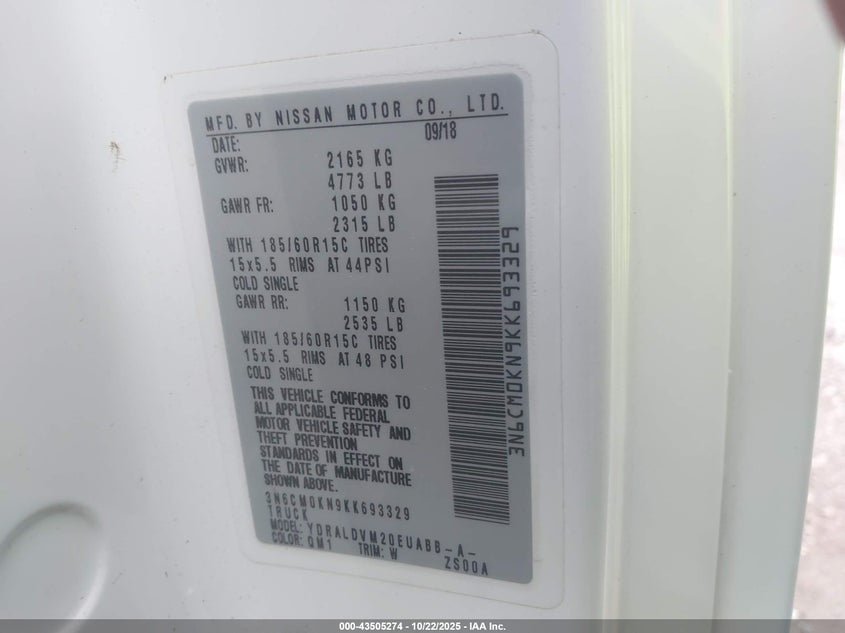 MFD. BY NISSAN MOTOR CO., LTD.
DATE: 09/18
GVWR: 2165 KG
4773 LB
GAWR FR: 1050 KG
2315 LB
WITH 185/60R15C TIRES
15x5.5 RIMS AT 44PSI
COLD SINGLE
GAWR RR: 1150 KG
2535 LB
WITH 185/60R15C TIRES
15x5.5 RIMS AT 48 PSI
COLD SINGLE
THIS VEHICLE CONFORMS TO
ALL APPLICABLE FEDERAL
MOTOR VEHICLE SAFETY AND
THEFT PREVENTION
STANDARDS IN EFFECT ON
THE DATE OF MANUFACTURE
SHOWN ABOVE.
3N6CM0KN9KK693329
TRUCK
MODEL: YDRALDVM20EUABB-A-
ZS00A
COLOR: QM1 TRIM: W
3N6CM0KN9KK693329
000-43505274 - 10/22/2025 - IAA Inc.